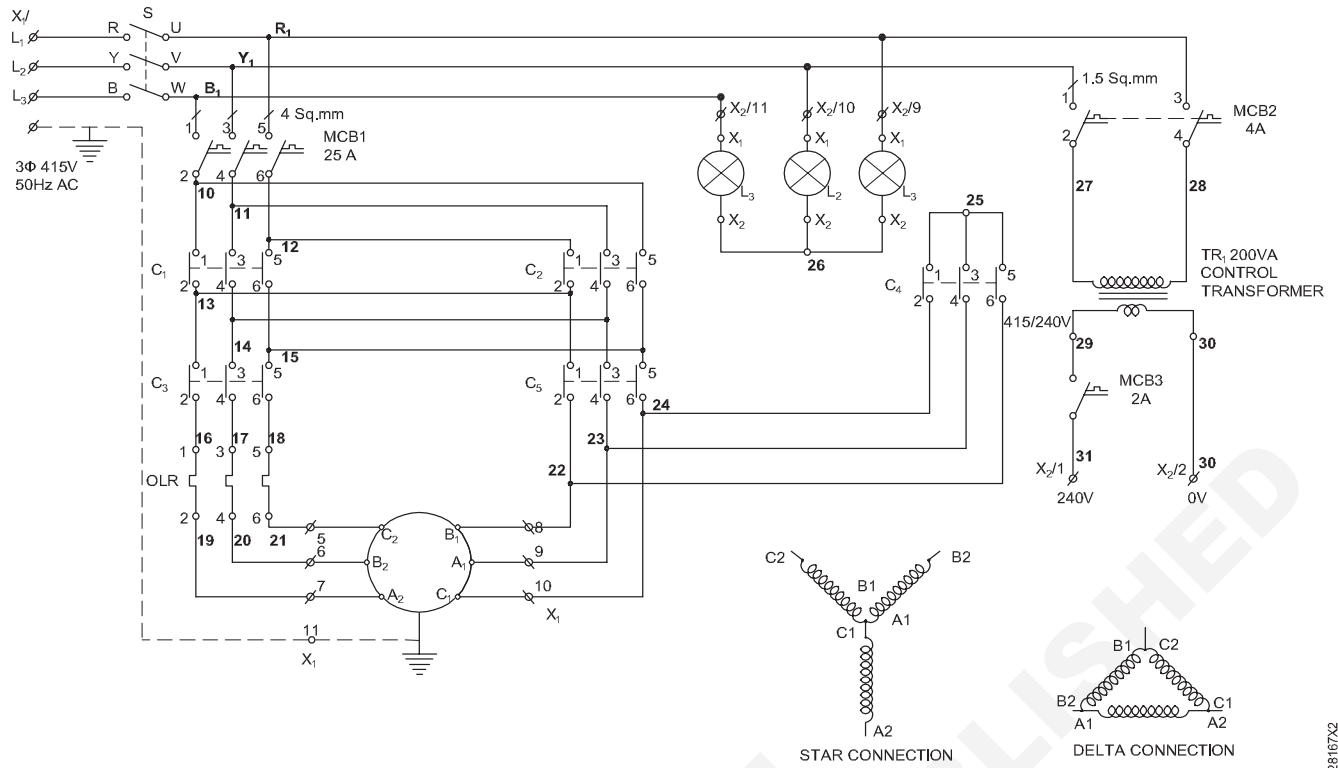 X₁/
L₁ R S U R₁
L₂ Y V Y₁
L₃ B W B₁
3Φ 415V
50Hz AC
4 Sq.mm
1 3 5
MCB1
25 A
2 4 6
10
11
12
X₂/11 X₂/10 X₂/9
X₁ X₁ X₁
L₃ L₂ L₃
X₂ X₂ X₂
26
1.5 Sq.mm
1 3
MCB2
4A
2 4
27 28
TR₁ 200VA
CONTROL
TRANSFORMER
415/240V
29 30
MCB3
2A
31 30
X₂/1 X₂/2
240V 0V
C₁ 1 3 5
2 4 6
13
14
15
C₂ 1 3 5
2 4 6
25
C₄ 1 3 5
2 4 6
C₃ 1 3 5
2 4 6
C₅ 1 3 5
2 4 6
24
23
22
16 17 18
1 3 5
OLR
2 4 6
19 20 21
5 C₂ B₁ 8
6 B₂ A₁ 9
7 A₂ C₁ 10
X₁
11
X₁
C2 B2
B1
C1 A1
A2
STAR CONNECTION
B1 C2
B2 C1
A1 A2
DELTA CONNECTION
LISHED
28167X2